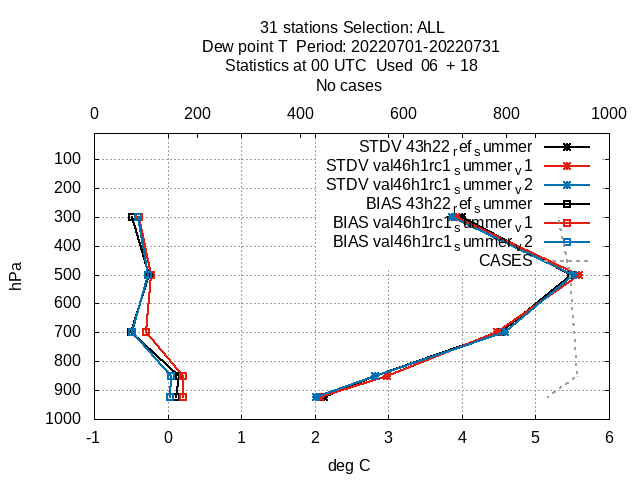 31 stations Selection: ALL
Dew point T  Period: 20220701-20220731
Statistics at 00 UTC  Used  06  + 18
No cases
0 200 400 600 800 1000
STDV 43h22_ref_summer
STDV val46h1rc1_summer_v1
STDV val46h1rc1_summer_v2
BIAS 43h22_ref_summer
BIAS val46h1rc1_summer_v1
BIAS val46h1rc1_summer_v2
CASES
100
200
300
400
500
600
700
800
900
1000
hPa
-1 0 1 2 3 4 5 6
deg C